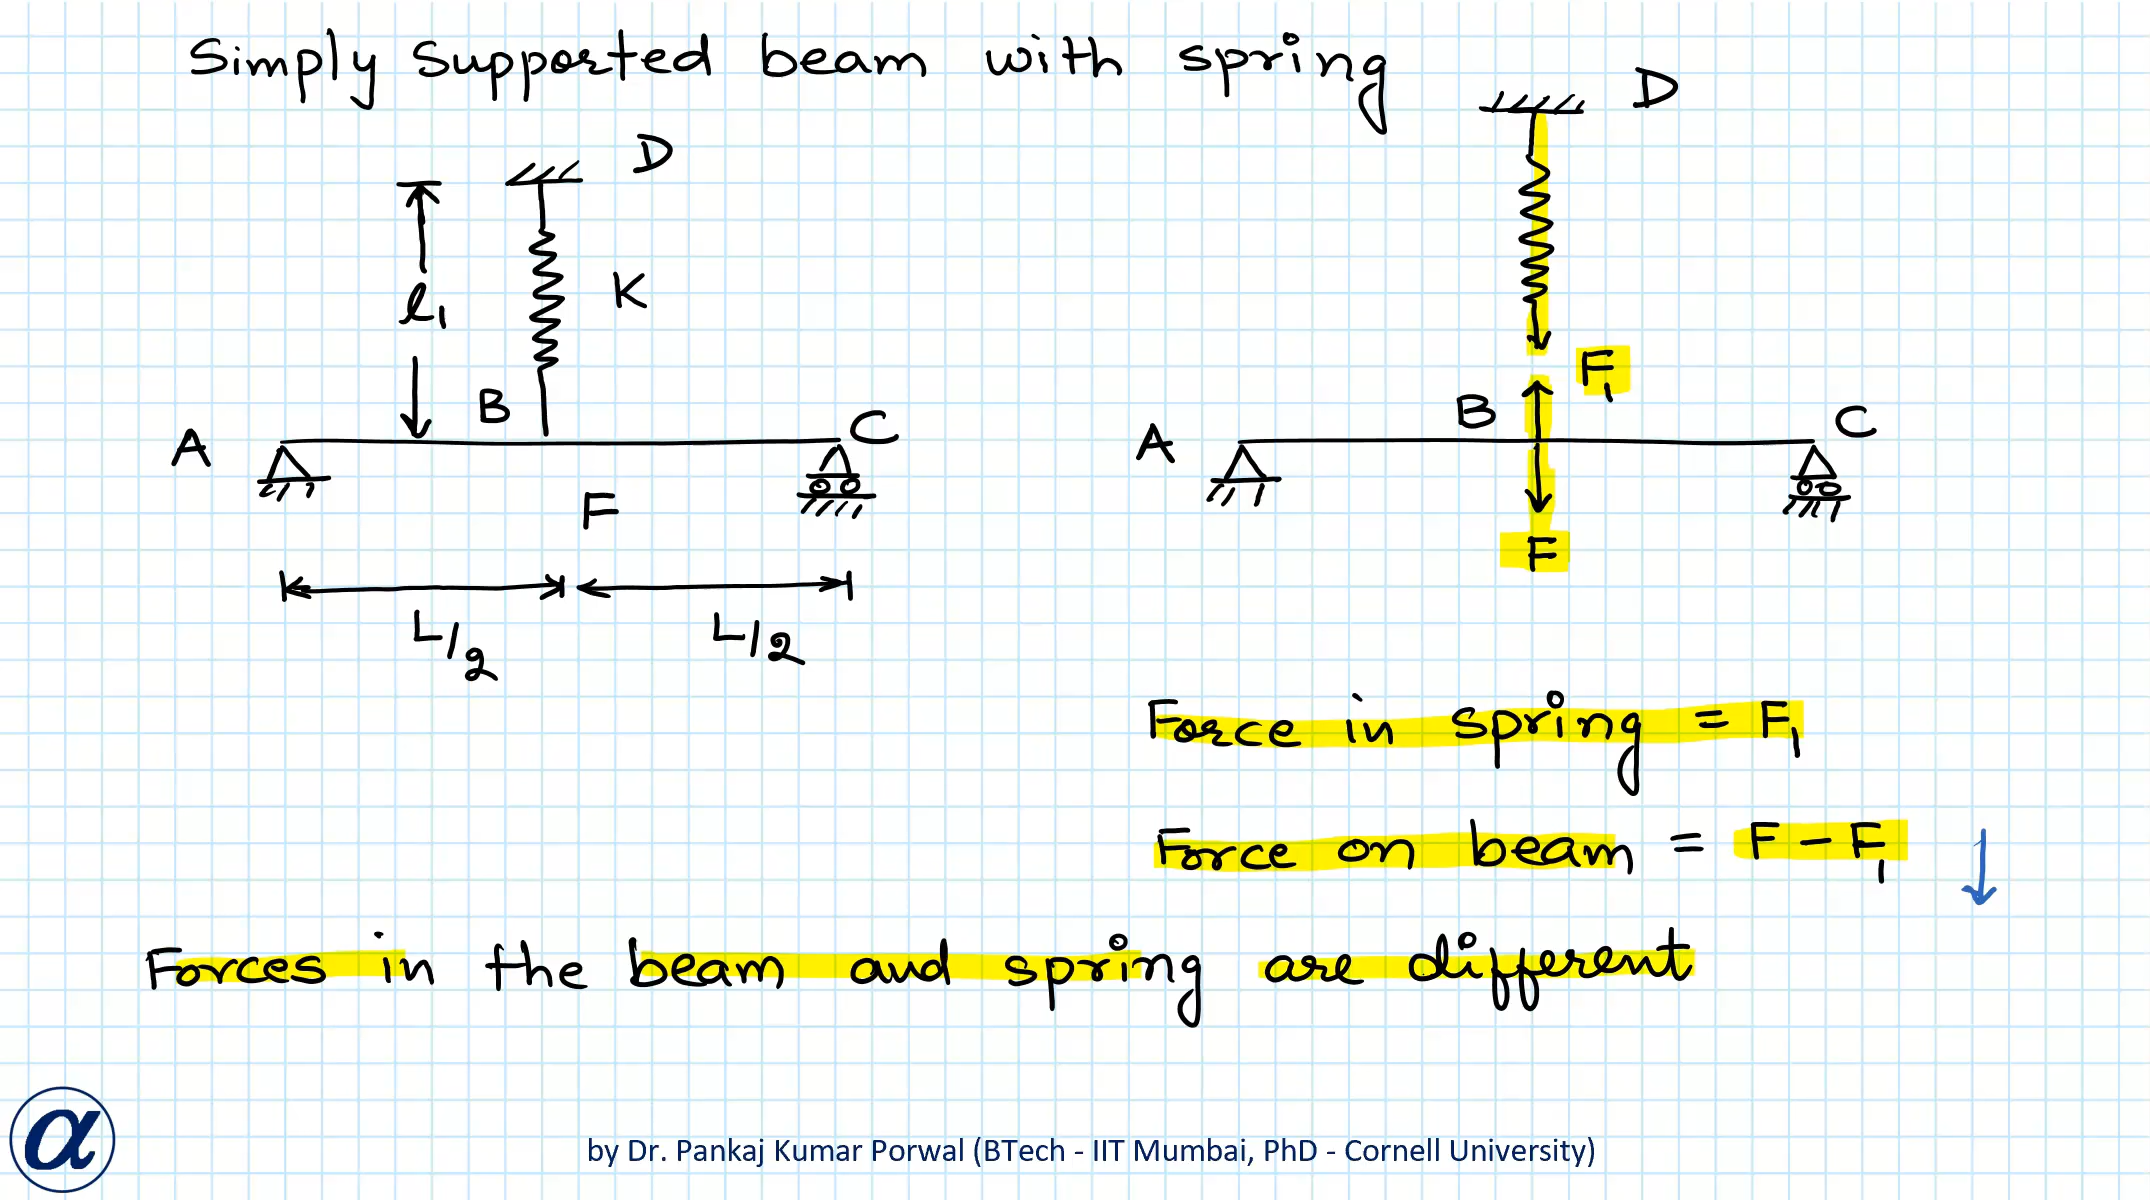 Simply Supported beam with spring
D
D
l1
K
F1
B
B
A
C
A
C
F
F
L/2
L/2
Force in spring = F1
Force on beam = F - F1
Forces in the beam and spring are different
α
by Dr. Pankaj Kumar Porwal (BTech - IIT Mumbai, PhD - Cornell University)